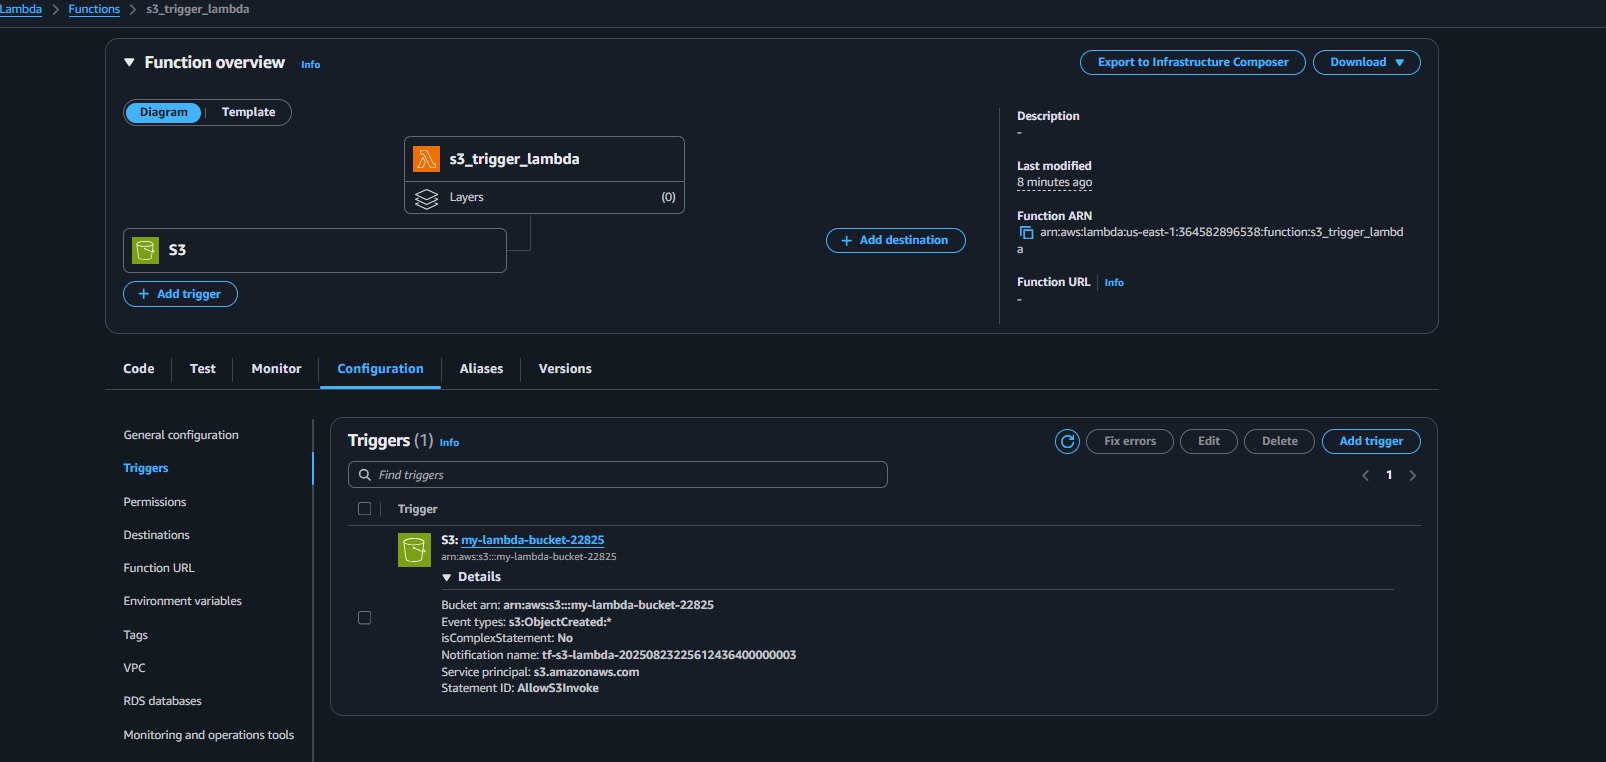 Lambda > Functions > s3_trigger_lambda
Function overview Info
Export to Infrastructure Composer
Download
Diagram
Template
s3_trigger_lambda
Layers (0)
S3
+ Add trigger
+ Add destination
Description
-
Last modified
8 minutes ago
Function ARN
arn:aws:lambda:us-east-1:364582896538:function:s3_trigger_lambd
a
Function URL Info
-
Code
Test
Monitor
Configuration
Aliases
Versions
General configuration
Triggers
Permissions
Destinations
Function URL
Environment variables
Tags
VPC
RDS databases
Monitoring and operations tools
Triggers (1) Info
Fix errors
Edit
Delete
Add trigger
Find triggers
1
Trigger
S3: my-lambda-bucket-22825
arn:aws:s3:::my-lambda-bucket-22825
Details
Bucket arn: arn:aws:s3:::my-lambda-bucket-22825
Event types: s3:ObjectCreated:*
isComplexStatement: No
Notification name: tf-s3-lambda-20250823225612436400000003
Service principal: s3.amazonaws.com
Statement ID: AllowS3Invoke